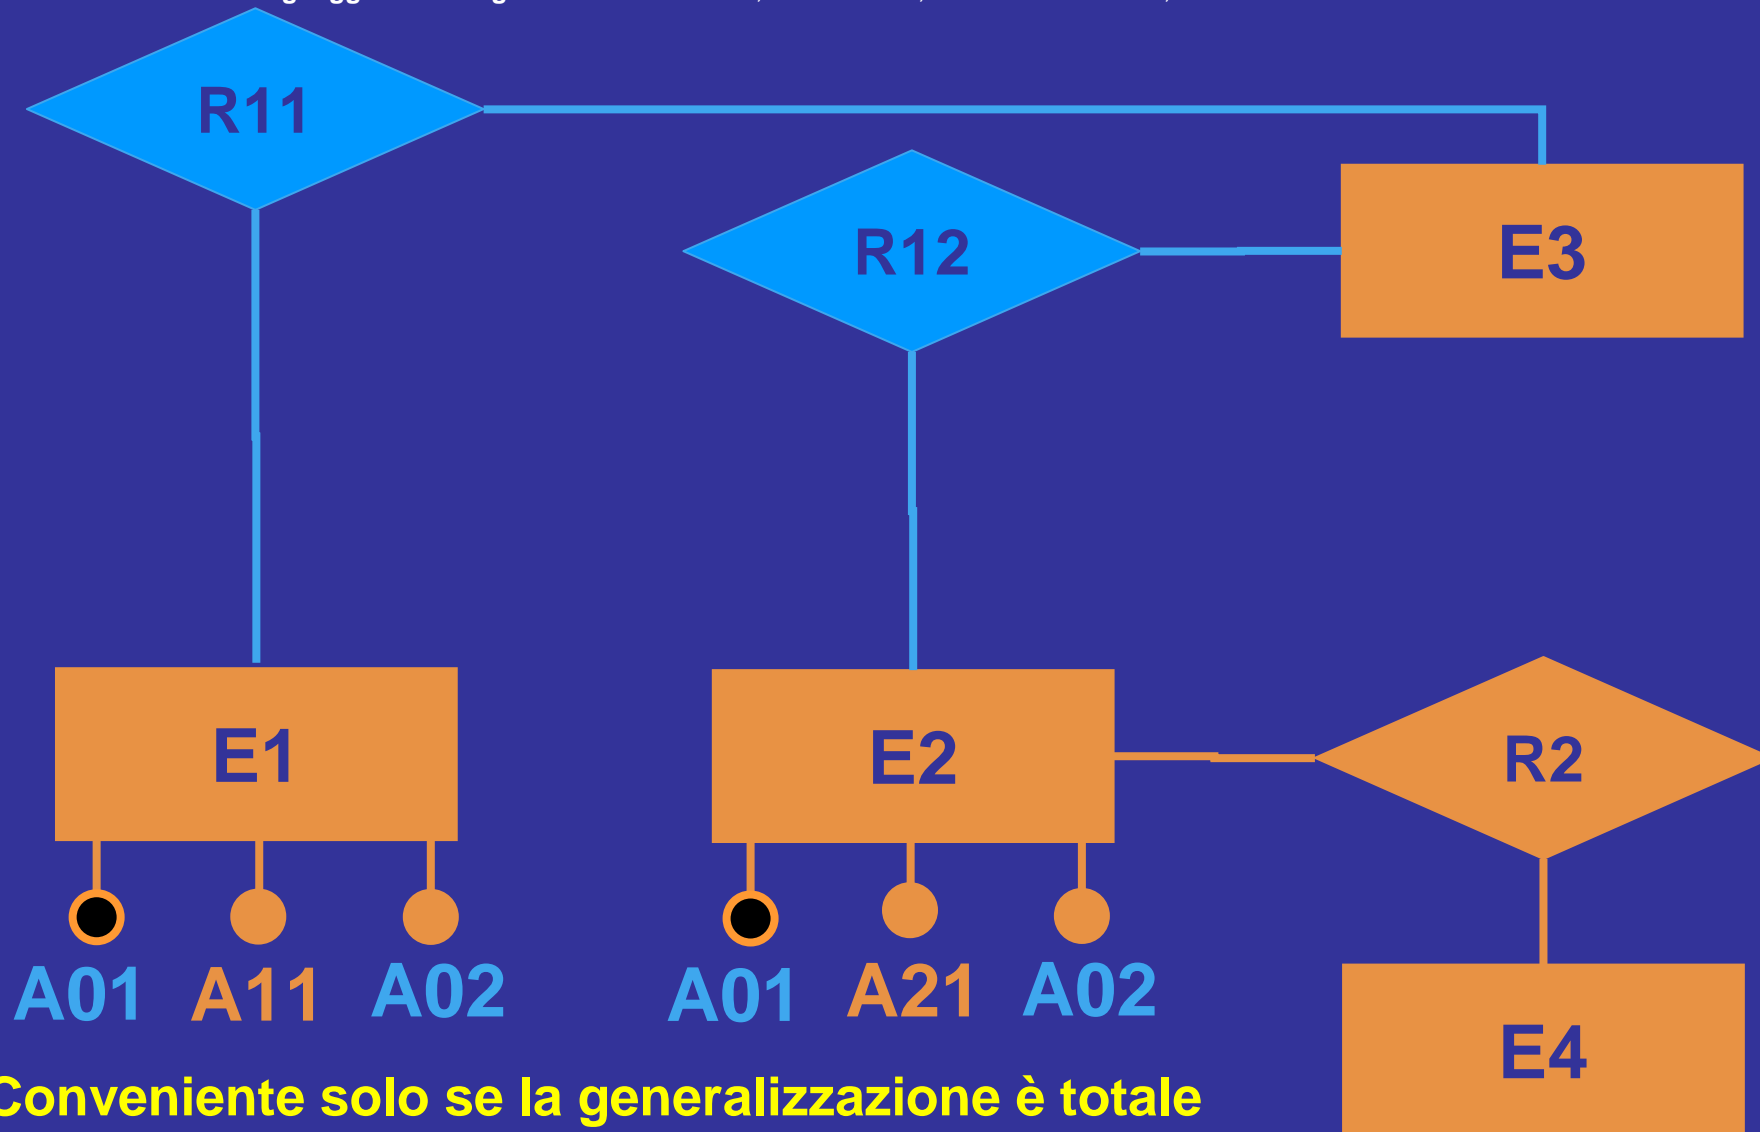 R11
R12
E3
E1
E2
R2
A01 A11 A02
A01 A21 A02
E4
Conveniente solo se la generalizzazione è totale